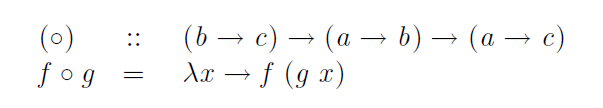 (∘) :: (b → c) → (a → b) → (a → c)
f ∘ g = λx → f (g x)